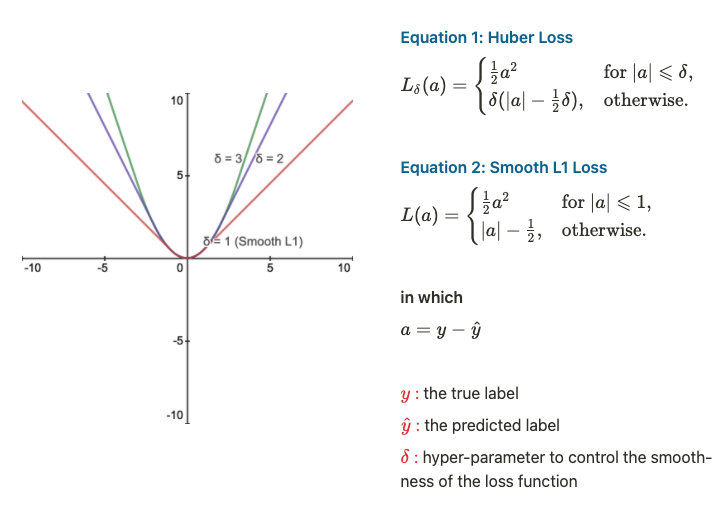 10
5
δ = 3
δ = 2
δ = 1 (Smooth L1)
-10
-5
0
5
10
-5
-10
Equation 1: Huber Loss
L_δ(a) = { ½a² for |a| ⩽ δ,
δ(|a| − ½δ), otherwise.
Equation 2: Smooth L1 Loss
L(a) = { ½a² for |a| ⩽ 1,
|a| − ½, otherwise.
in which
a = y − ŷ
y : the true label
ŷ : the predicted label
δ : hyper-parameter to control the smooth-
ness of the loss function